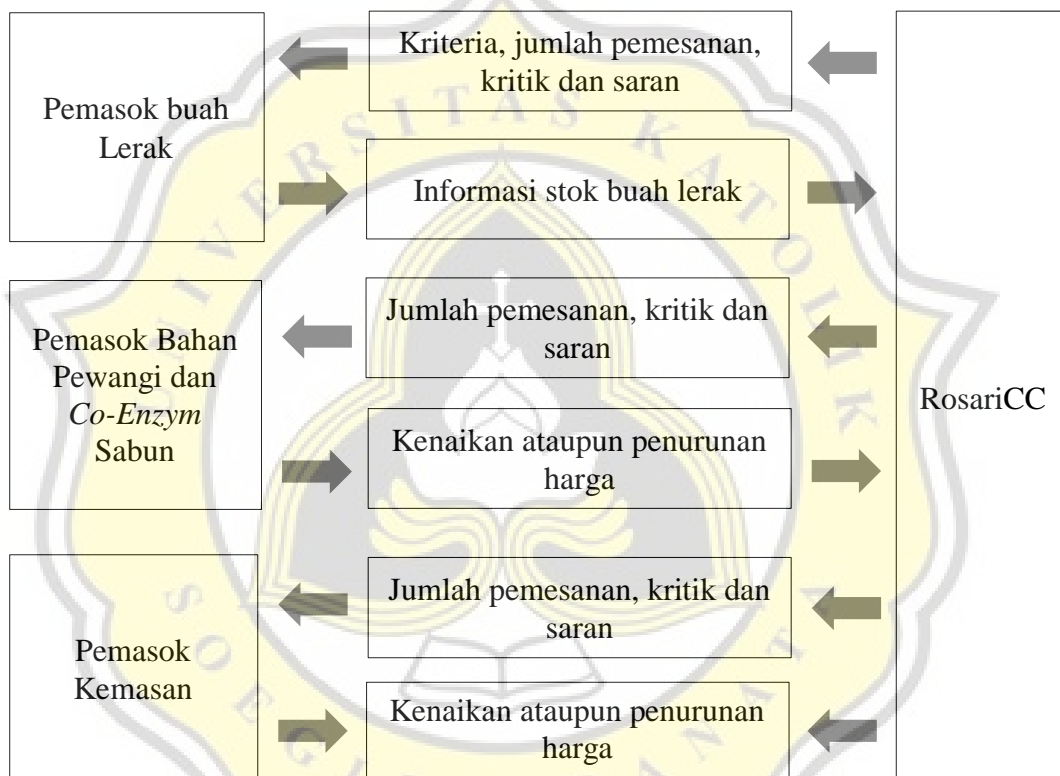 Pemasok buah
Lerak
Kriteria, jumlah pemesanan,
kritik dan saran
Informasi stok buah lerak
Pemasok Bahan
Pewangi dan
Co-Enzym
Sabun
Jumlah pemesanan, kritik dan
saran
Kenaikan ataupun penurunan
harga
Pemasok
Kemasan
Jumlah pemesanan, kritik dan
saran
Kenaikan ataupun penurunan
harga
RosariCC
UNIVERSITAS KATOLIK